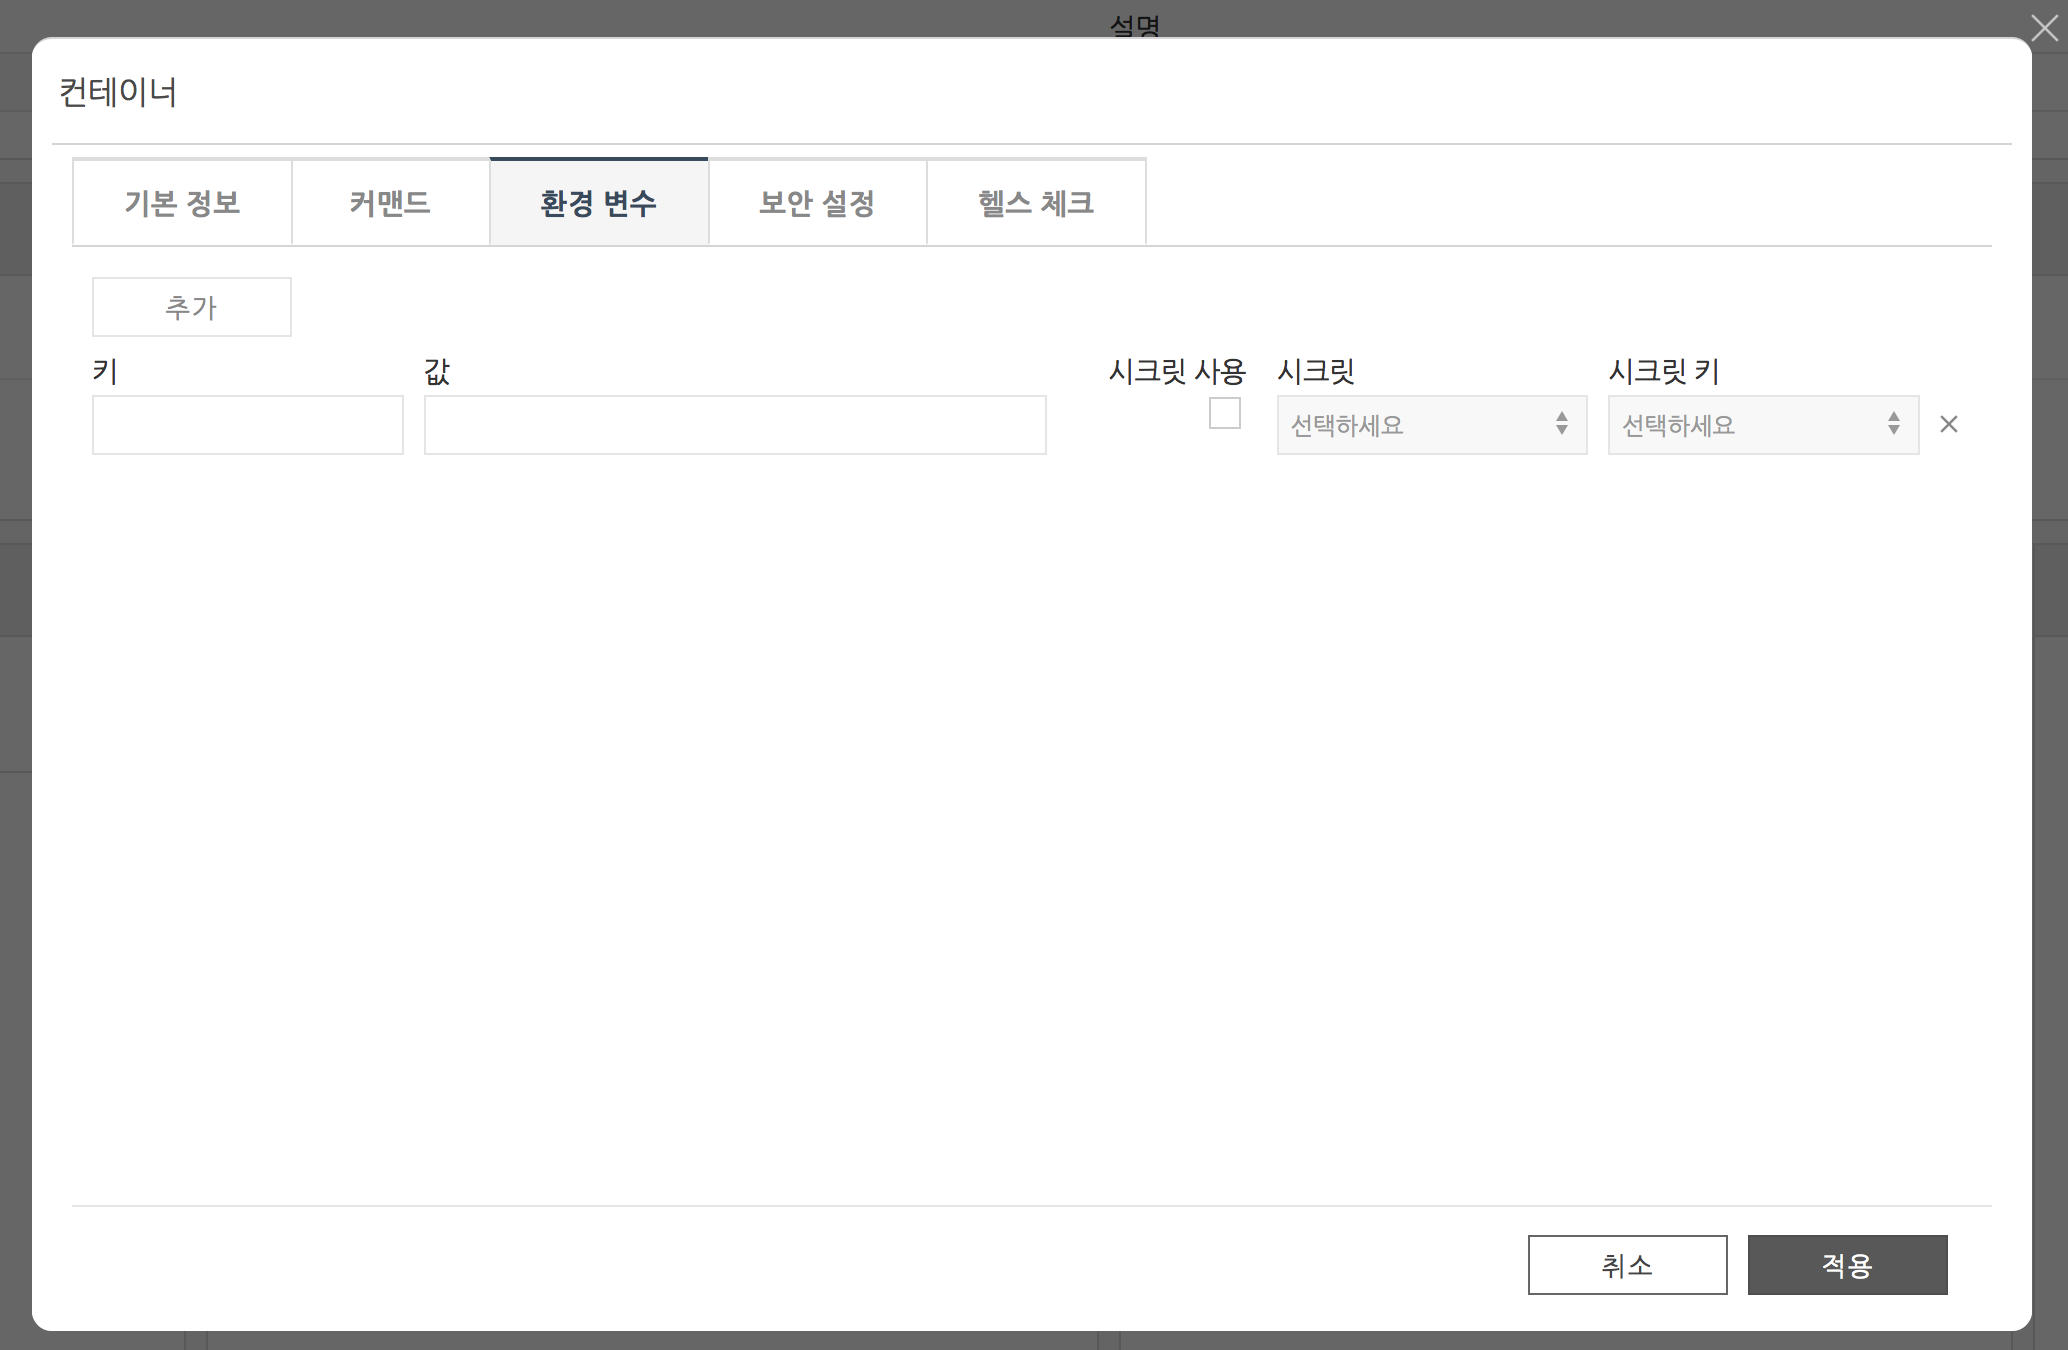 설명
컨테이너
기본 정보 커맨드 환경 변수 보안 설정 헬스 체크
추가
키 값 시크릿 사용 시크릿 시크릿 키
선택하세요 선택하세요
취소 적용